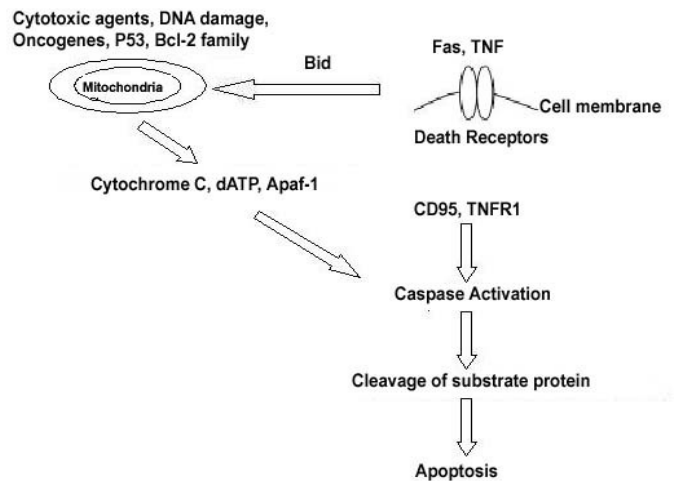 Cytotoxic agents, DNA damage,
Oncogenes, P53, Bcl-2 family
Mitochondria
Bid
Fas, TNF
Cell membrane
Death Receptors
Cytochrome C, dATP, Apaf-1
CD95, TNFR1
Caspase Activation
Cleavage of substrate protein
Apoptosis